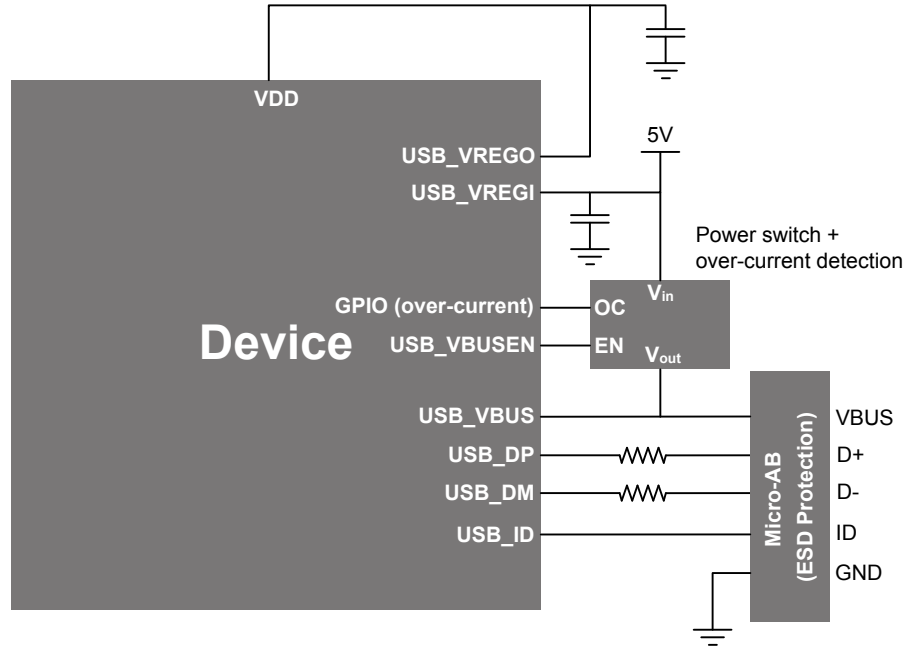 VDD
USB_VREGO
5V
USB_VREGI
Power switch +
over-current detection
Vin
GPIO (over-current)
OC
Device
USB_VBUSEN
EN
Vout
USB_VBUS
VBUS
USB_DP
D+
USB_DM
D-
USB_ID
ID
GND
Micro-AB
(ESD Protection)